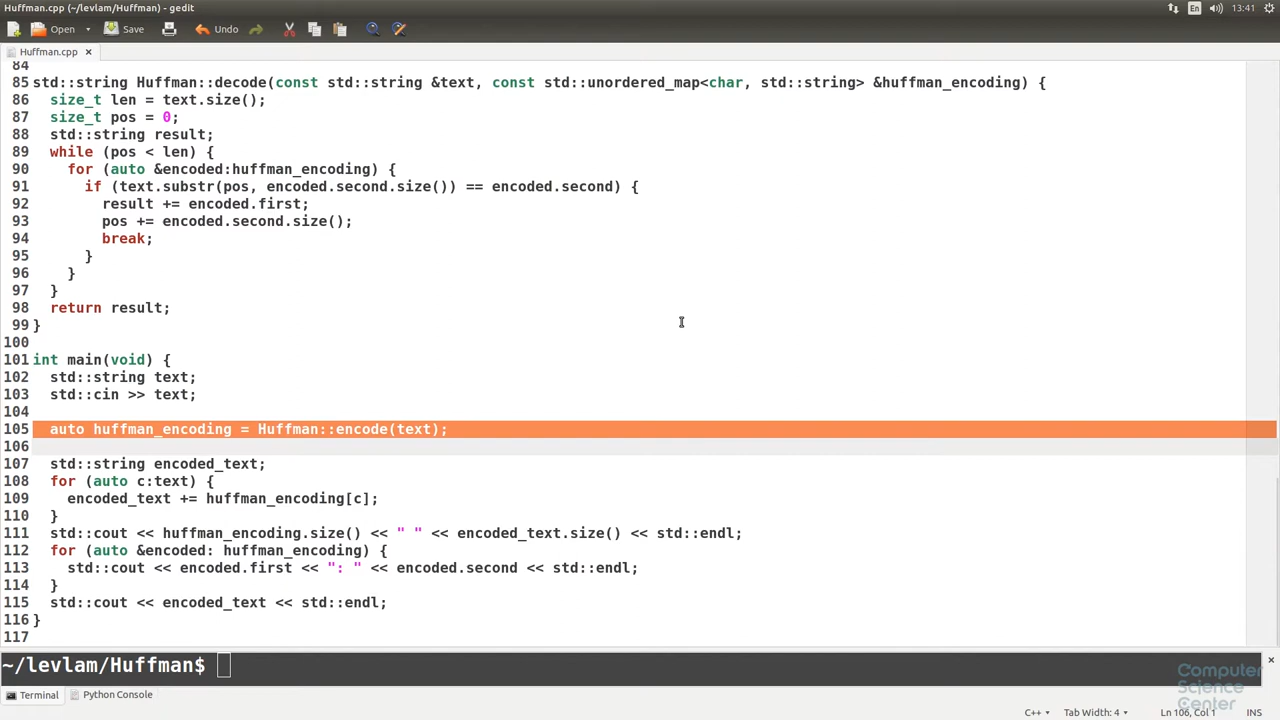 Huffman.cpp (~/levlam/Huffman) - gedit
En
13:41
Open
Save
Undo
Huffman.cpp ×
84
85 std::string Huffman::decode(const std::string &text, const std::unordered_map<char, std::string> &huffman_encoding) {
86   size_t len = text.size();
87   size_t pos = 0;
88   std::string result;
89   while (pos < len) {
90     for (auto &encoded:huffman_encoding) {
91       if (text.substr(pos, encoded.second.size()) == encoded.second) {
92         result += encoded.first;
93         pos += encoded.second.size();
94         break;
95       }
96     }
97   }
98   return result;
99 }
100
101 int main(void) {
102   std::string text;
103   std::cin >> text;
104
105   auto huffman_encoding = Huffman::encode(text);
106
107   std::string encoded_text;
108   for (auto c:text) {
109     encoded_text += huffman_encoding[c];
110   }
111   std::cout << huffman_encoding.size() << " " << encoded_text.size() << std::endl;
112   for (auto &encoded: huffman_encoding) {
113     std::cout << encoded.first << ": " << encoded.second << std::endl;
114   }
115   std::cout << encoded_text << std::endl;
116 }
117
~/levlam/Huffman$
Computer
Science
Center
Terminal
Python Console
C++
Tab Width: 4
Ln 106, Col 1
INS